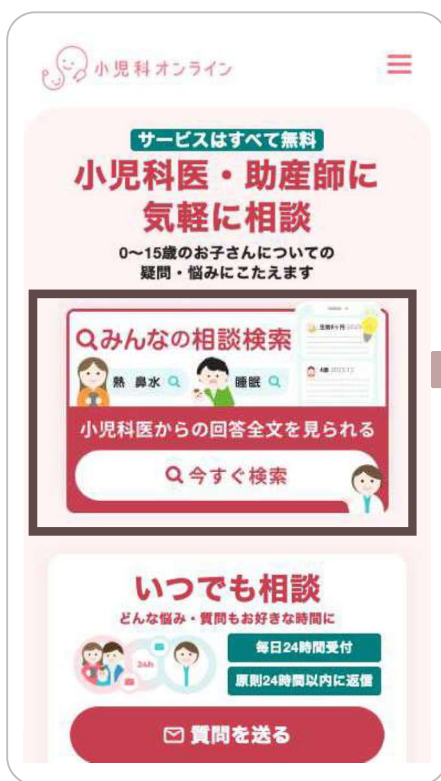 小児科オンライン
サービスはすべて無料
小児科医・助産師に
気軽に相談
0〜15歳のお子さんについての
疑問・悩みにこたえます
みんなの相談検索
熱 鼻水
睡眠
4歳 2023.12
小児科医からの回答全文を見られる
今すぐ検索
いつでも相談
どんな悩み・質問もお好きな時間に
24h
毎日24時間受付
原則24時間以内に返信
質問を送る